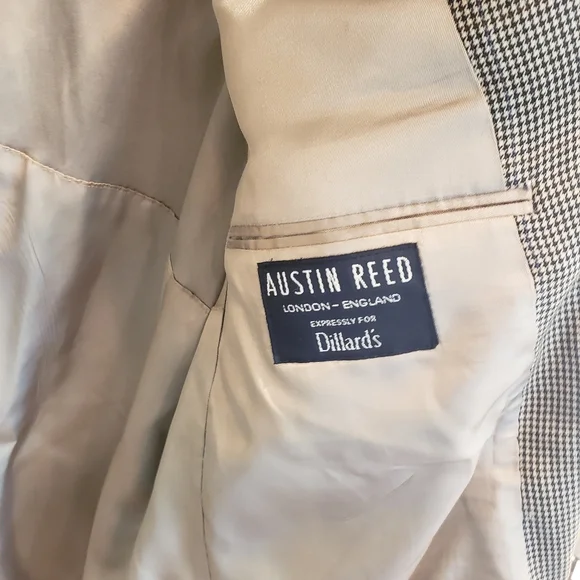 AUSTIN REED
LONDON - ENGLAND
EXPRESSLY FOR
Dillard's